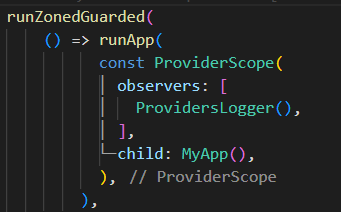 runZonedGuarded(
() => runApp(
const ProviderScope(
observers: [
ProvidersLogger(),
],
child: MyApp(),
), // ProviderScope
),